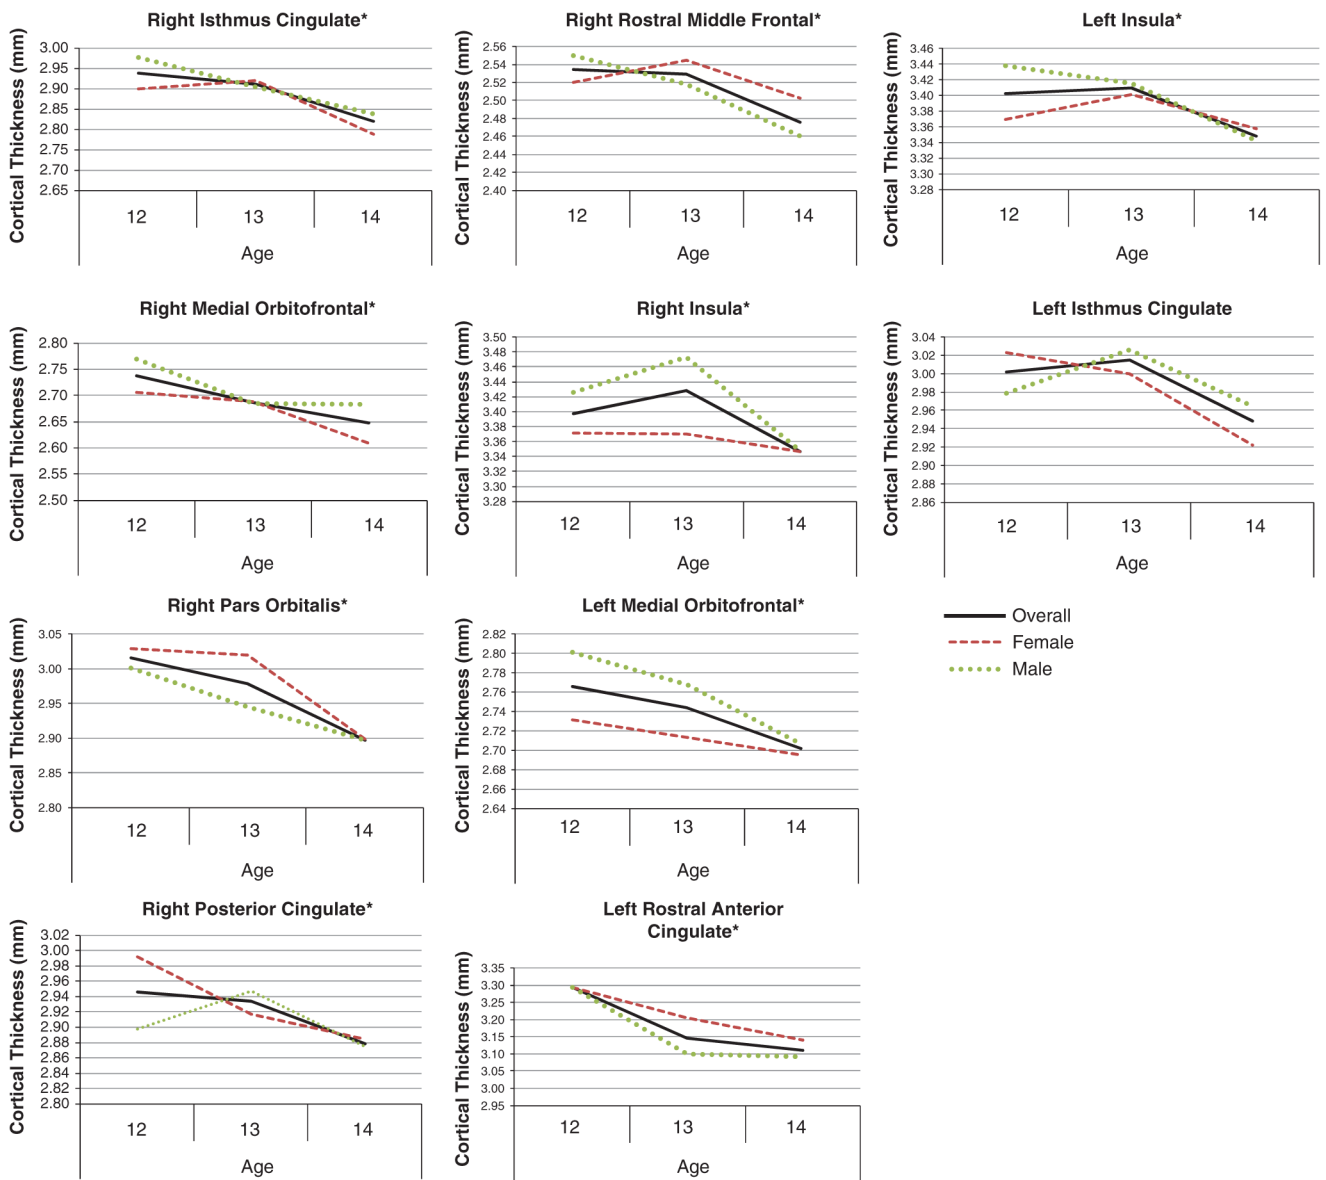 Right Isthmus Cingulate*
Cortical Thickness (mm)
3.00
2.95
2.90
2.85
2.80
2.75
2.70
2.65
12 13 14
Age
Right Rostral Middle Frontal*
Cortical Thickness (mm)
2.56
2.54
2.52
2.50
2.48
2.46
2.44
2.42
2.40
12 13 14
Age
Left Insula*
Cortical Thickness (mm)
3.46
3.44
3.42
3.40
3.38
3.36
3.34
3.32
3.30
3.28
12 13 14
Age
Right Medial Orbitofrontal*
Cortical Thickness (mm)
2.80
2.75
2.70
2.65
2.60
2.55
2.50
12 13 14
Age
Right Insula*
Cortical Thickness (mm)
3.50
3.48
3.46
3.44
3.42
3.40
3.38
3.36
3.34
3.32
3.30
3.28
12 13 14
Age
Left Isthmus Cingulate
Cortical Thickness (mm)
3.04
3.02
3.00
2.98
2.96
2.94
2.92
2.90
2.88
2.86
12 13 14
Age
Right Pars Orbitalis*
Cortical Thickness (mm)
3.05
3.00
2.95
2.90
2.85
2.80
12 13 14
Age
Left Medial Orbitofrontal*
Cortical Thickness (mm)
2.82
2.80
2.78
2.76
2.74
2.72
2.70
2.68
2.66
2.64
12 13 14
Age
Overall
Female
Male
Right Posterior Cingulate*
Cortical Thickness (mm)
3.02
3.00
2.98
2.96
2.94
2.92
2.90
2.88
2.86
2.84
2.82
2.80
12 13 14
Age
Left Rostral Anterior
Cingulate*
Cortical Thickness (mm)
3.35
3.30
3.20
3.15
3.10
3.05
3.00
2.95
12 13 14
Age